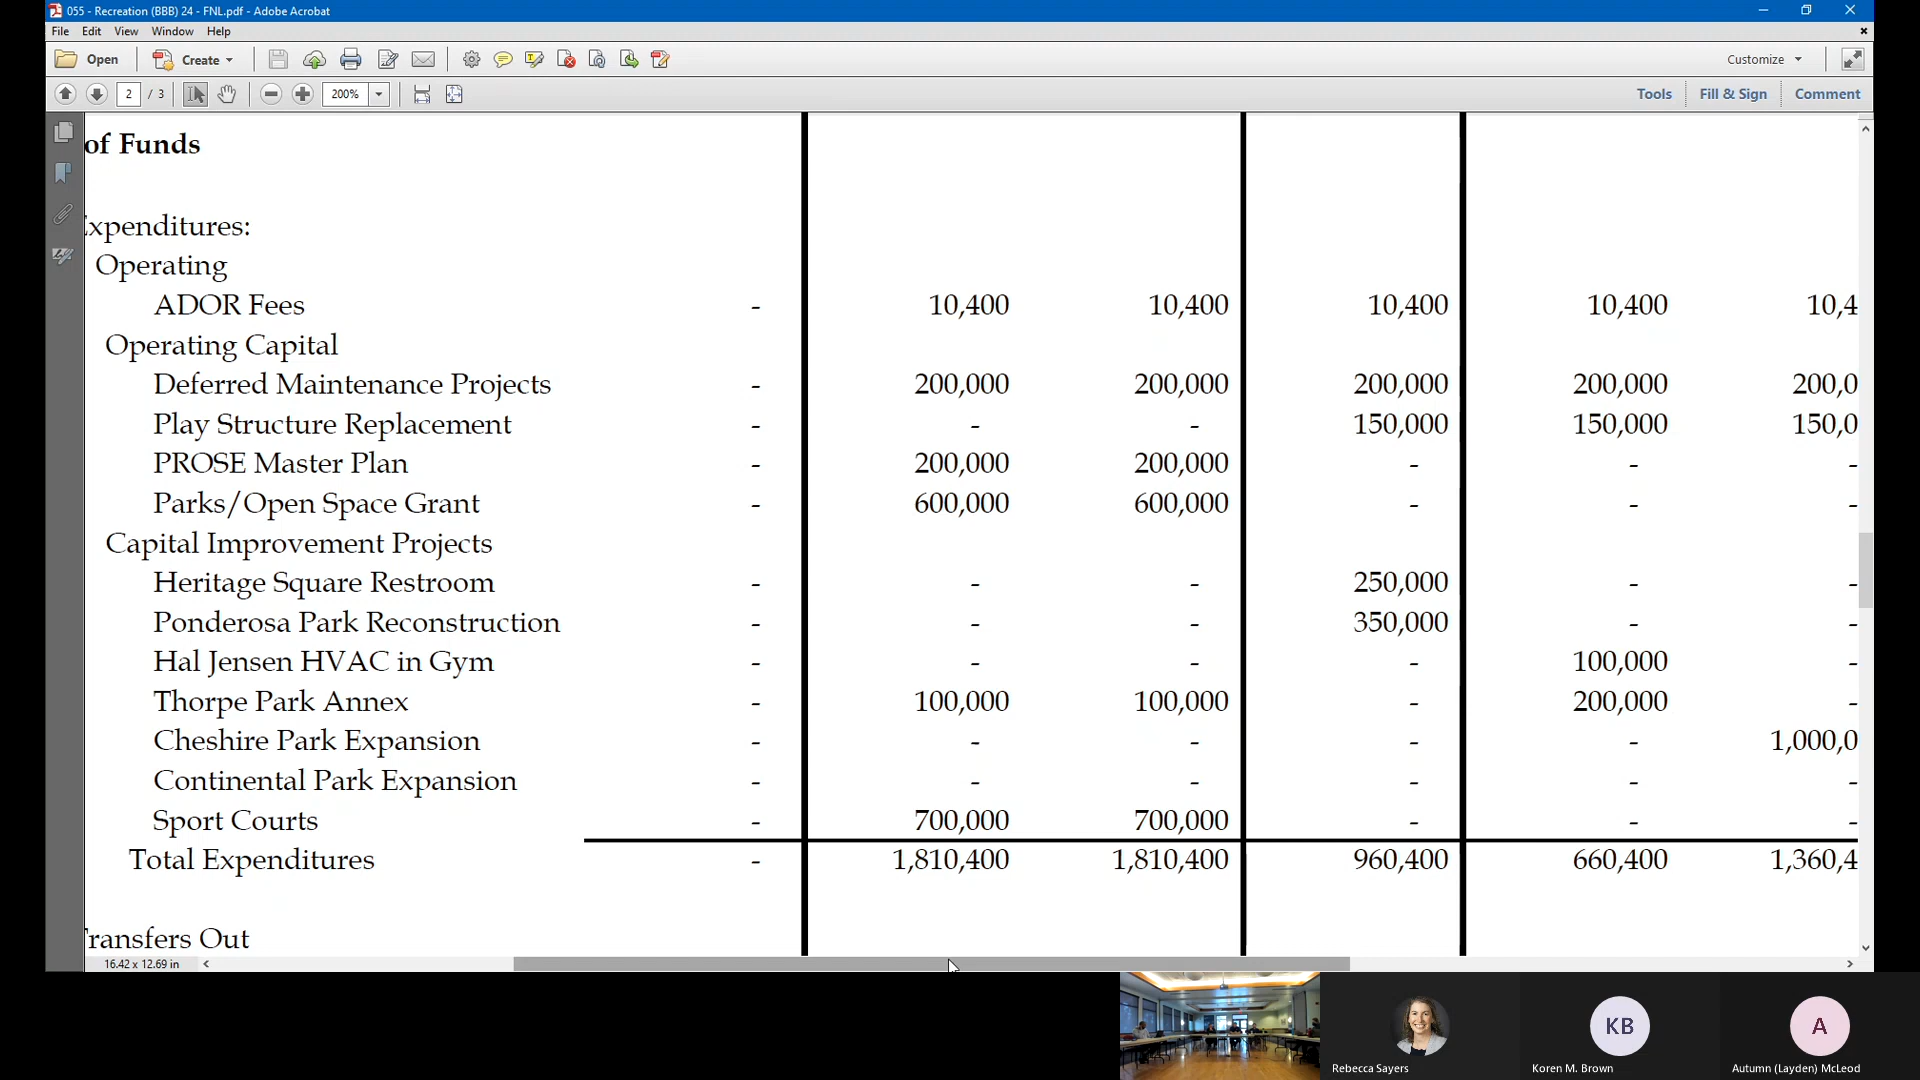 055 - Recreation (BBB) 24 - FNL.pdf - Adobe Acrobat
File Edit View Window Help
Open Create Customize
2 / 3 200% Tools Fill & Sign Comment
of Funds
Expenditures:
Operating
ADOR Fees - 10,400 10,400 10,400 10,400 10,4
Operating Capital
Deferred Maintenance Projects - 200,000 200,000 200,000 200,000 200,0
Play Structure Replacement - - - 150,000 150,000 150,0
PROSE Master Plan - 200,000 200,000 - - -
Parks/Open Space Grant - 600,000 600,000 - - -
Capital Improvement Projects
Heritage Square Restroom - - - 250,000 - -
Ponderosa Park Reconstruction - - - 350,000 - -
Hal Jensen HVAC in Gym - - - - 100,000 -
Thorpe Park Annex - 100,000 100,000 - 200,000 -
Cheshire Park Expansion - - - - - 1,000,0
Continental Park Expansion - - - - - -
Sport Courts - 700,000 700,000 - - -
Total Expenditures - 1,810,400 1,810,400 960,400 660,400 1,360,4
Transfers Out
16.42 x 12.69 in
KB A
Rebecca Sayers Koren M. Brown Autumn (Layden) McLeod